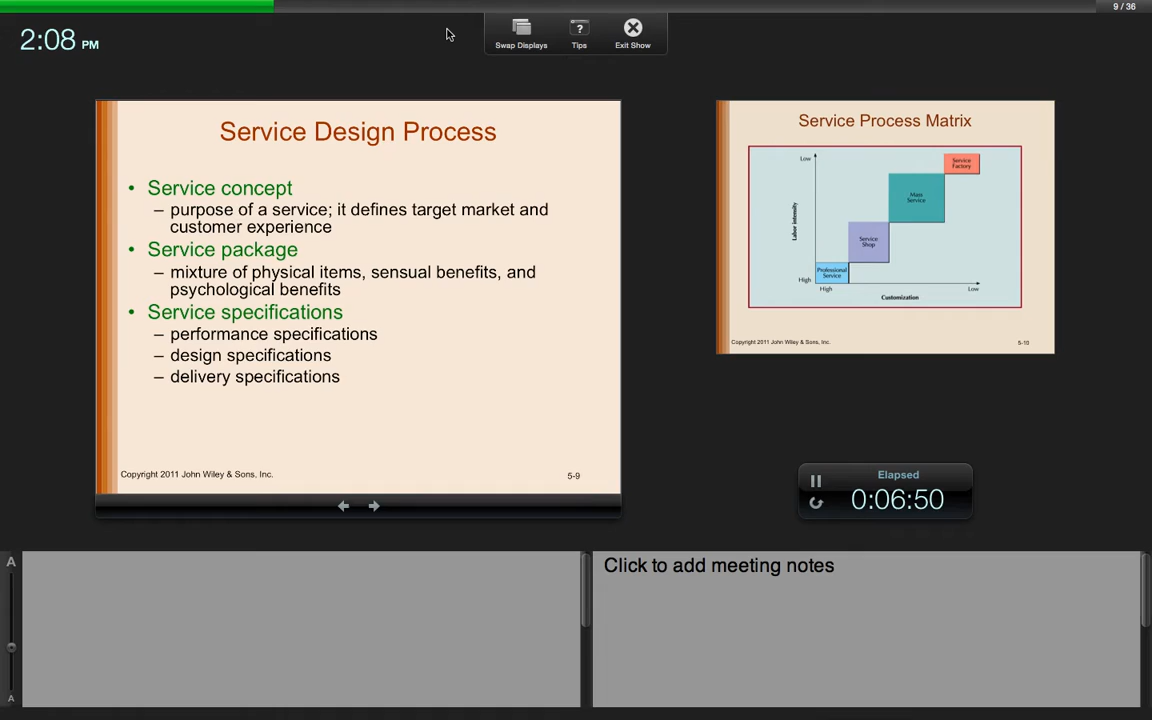 9 / 36
2:08 PM
Swap Displays
Tips
Exit Show
Service Design Process
• Service concept
– purpose of a service; it defines target market and
customer experience
• Service package
– mixture of physical items, sensual benefits, and
psychological benefits
• Service specifications
– performance specifications
– design specifications
– delivery specifications
Copyright 2011 John Wiley & Sons, Inc.
5-9
Service Process Matrix
Low
Service
Factory
Mass
Service
Labor intensity
Service
Shop
Professional
Service
High
High
Low
Customization
Copyright 2011 John Wiley & Sons, Inc.
5-10
Elapsed
0:06:50
A
A
Click to add meeting notes